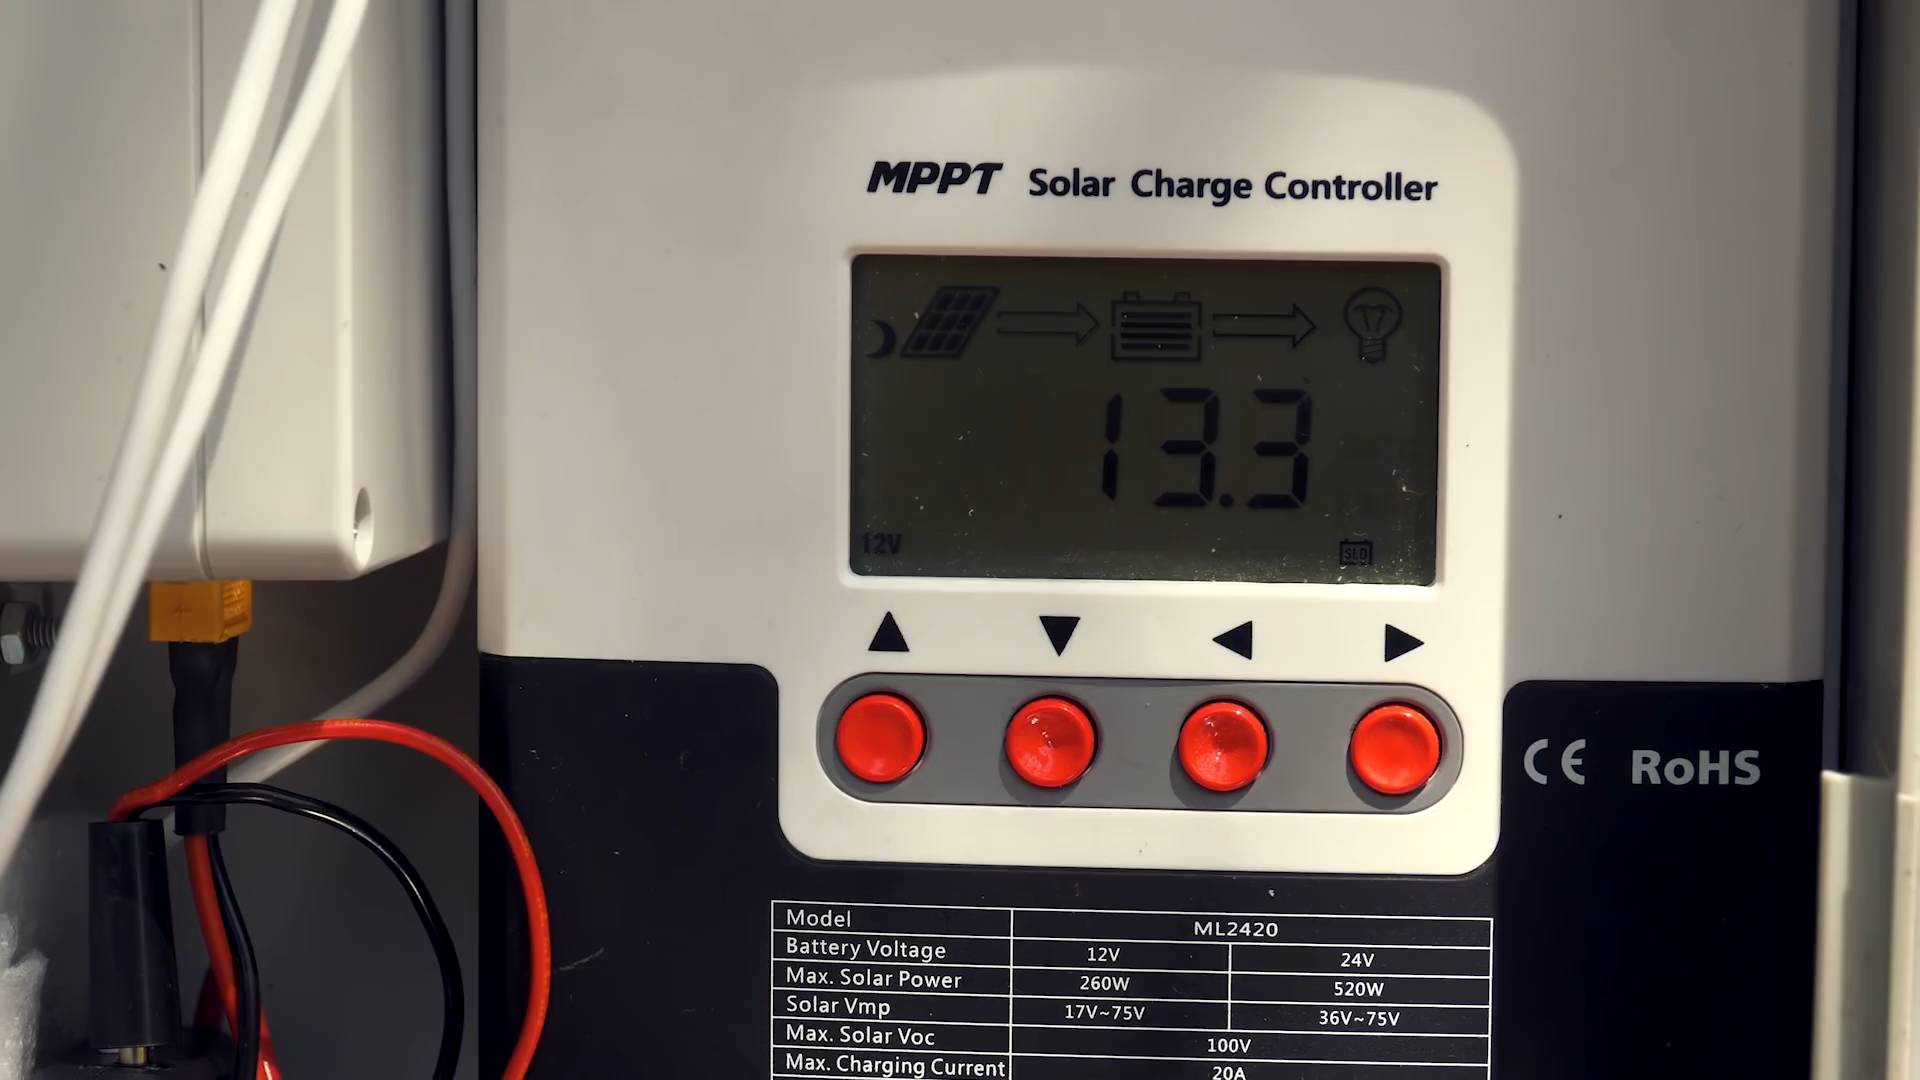 MPPT Solar Charge Controller
13.3
12V
SLD
▲ ▼ ◀ ▶
CE RoHS
Model ML2420
Battery Voltage 12V 24V
Max. Solar Power 260W 520W
Solar Vmp 17V~75V 36V~75V
Max. Solar Voc 100V
Max. Charging Current 20A